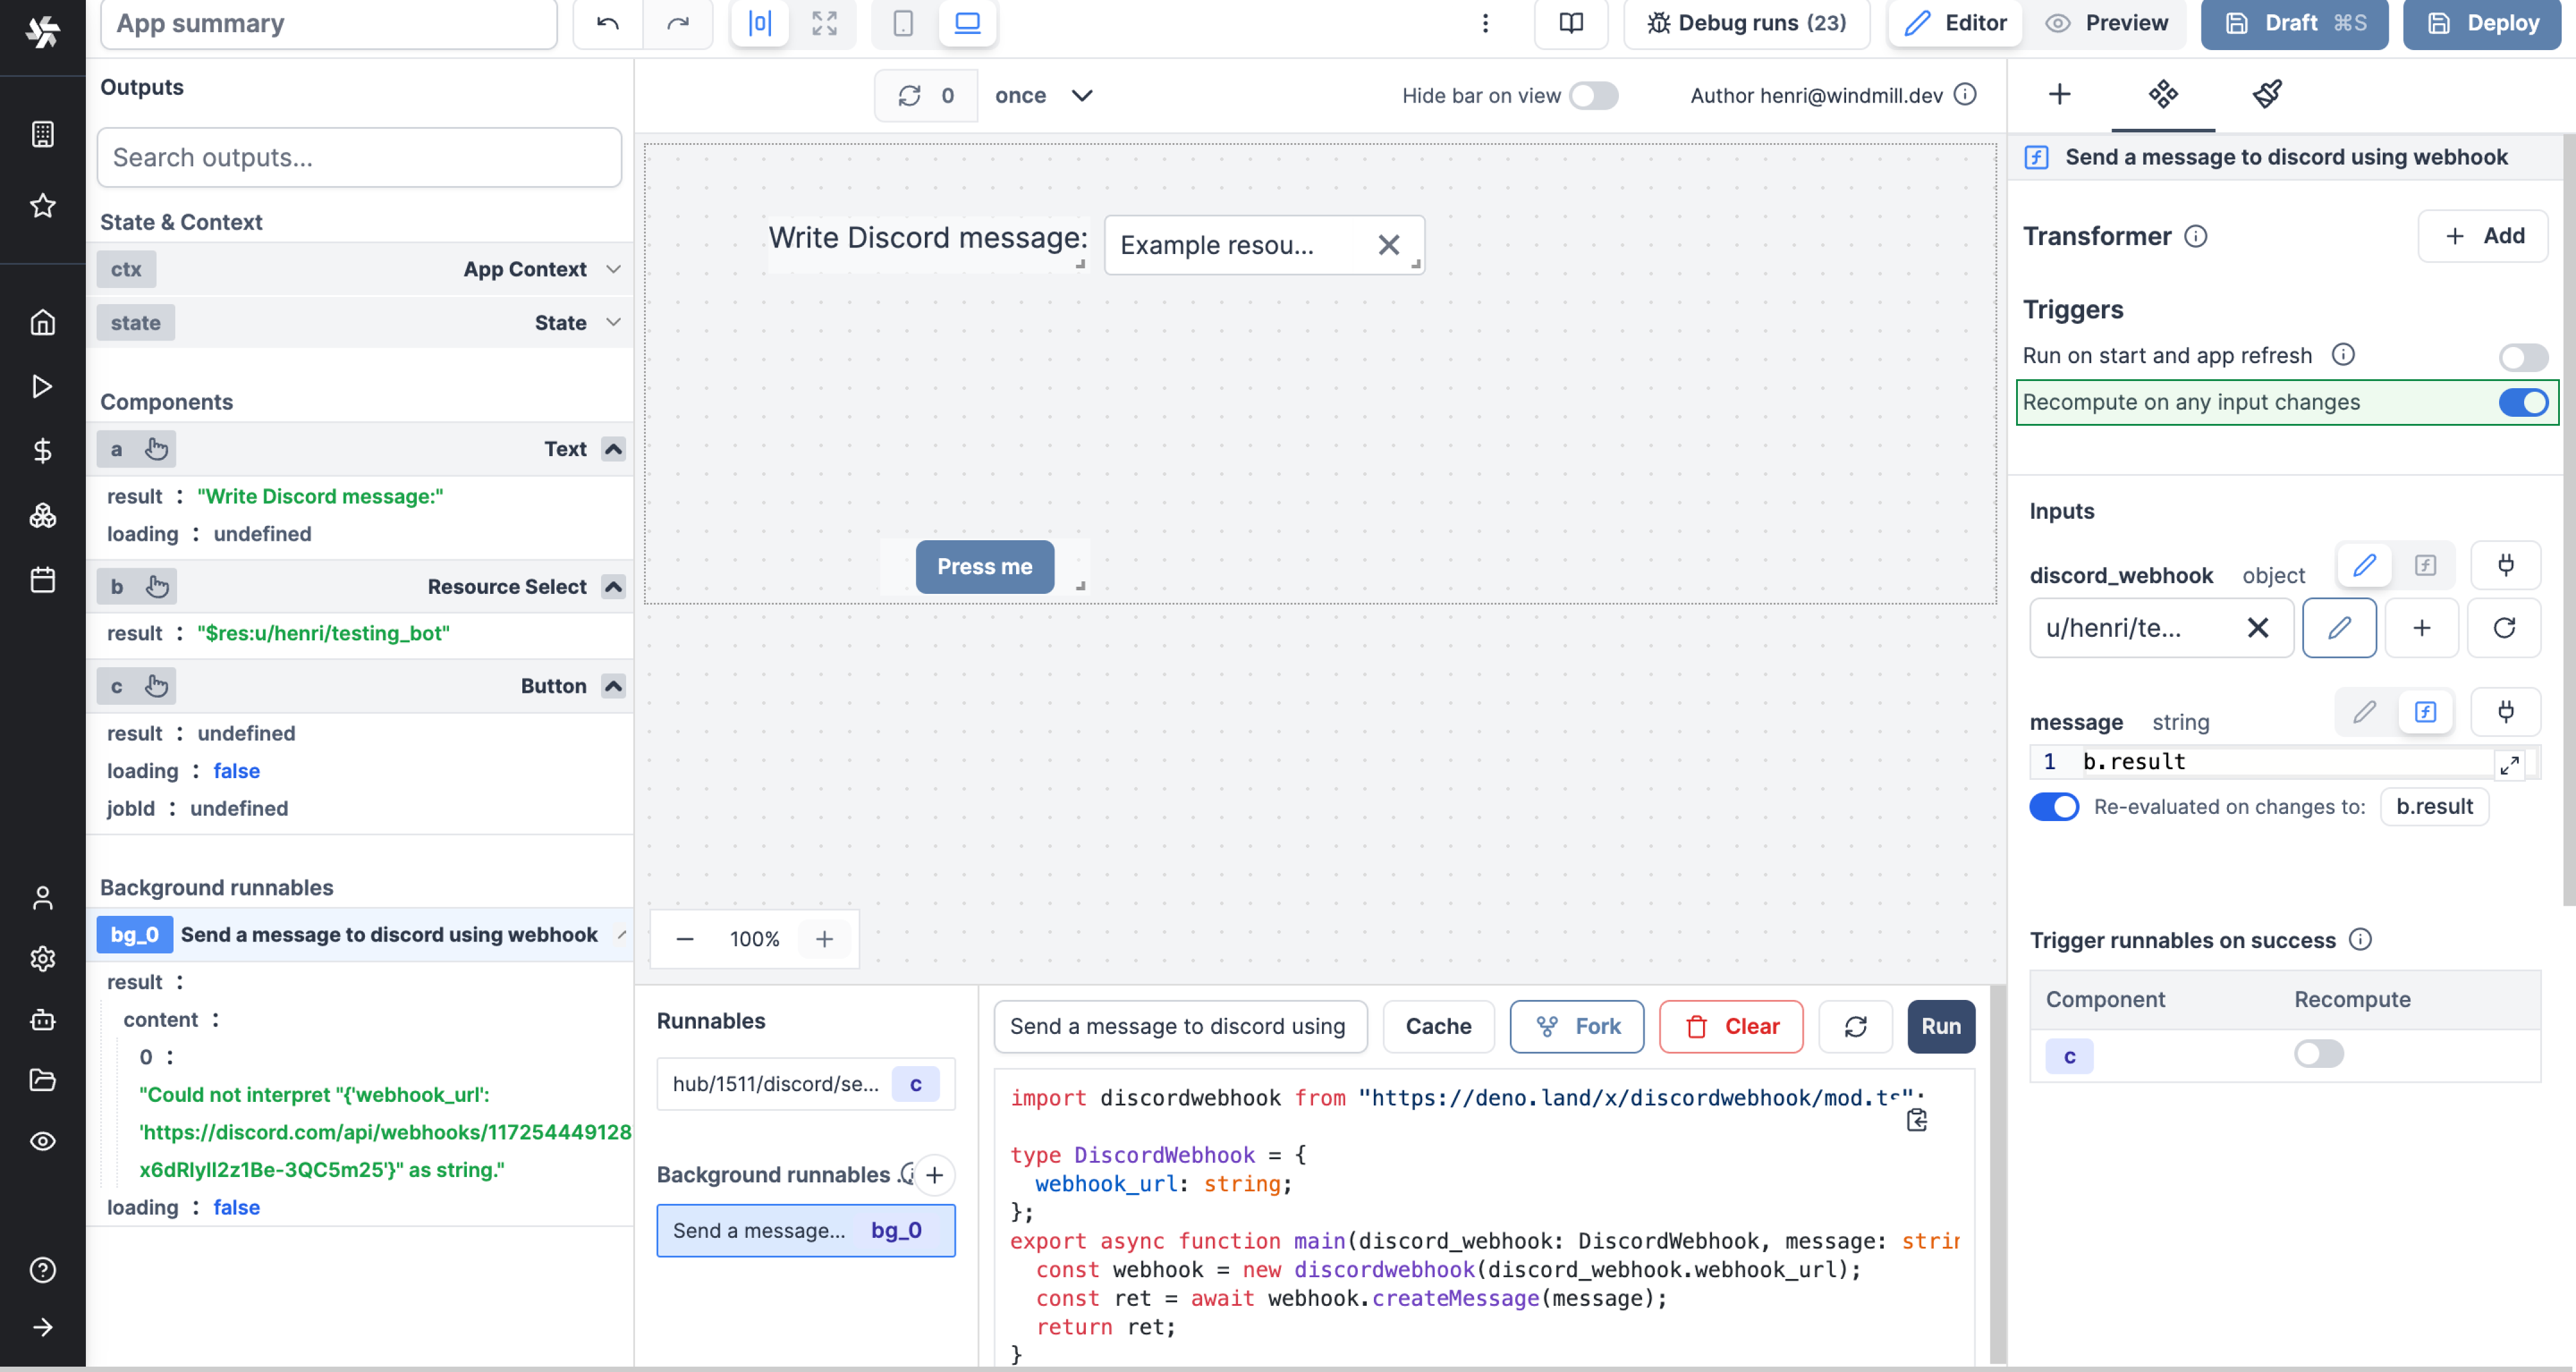 App summary
Debug runs (23)
Editor
Preview
Draft ⌘S
Deploy
Outputs
Search outputs...
State & Context
ctx
App Context
state
State
Components
a
Text
result : "Write Discord message:"
loading : undefined
b
Resource Select
result : "$res:u/henri/testing_bot"
c
Button
result : undefined
loading : false
jobId : undefined
Background runnables
bg_0
Send a message to discord using webhook
result :
content :
0 :
"Could not interpret "{'webhook_url':
'https://discord.com/api/webhooks/117254449128
x6dRlyIl2z1Be-3QC5m25'}" as string."
loading : false
0
once
Hide bar on view
Author henri@windmill.dev
Write Discord message:
Example resou...
Press me
100%
Runnables
hub/1511/discord/se...
c
Background runnables
Send a message...
bg_0
Send a message to discord using
Cache
Fork
Clear
Run
import discordwebhook from "https://deno.land/x/discordwebhook/mod.ts";
type DiscordWebhook = {
webhook_url: string;
};
export async function main(discord_webhook: DiscordWebhook, message: strin
const webhook = new discordwebhook(discord_webhook.webhook_url);
const ret = await webhook.createMessage(message);
return ret;
}
Send a message to discord using webhook
Transformer
Add
Triggers
Run on start and app refresh
Recompute on any input changes
Inputs
discord_webhook object
u/henri/te...
message string
1 b.result
Re-evaluated on changes to: b.result
Trigger runnables on success
Component
Recompute
c